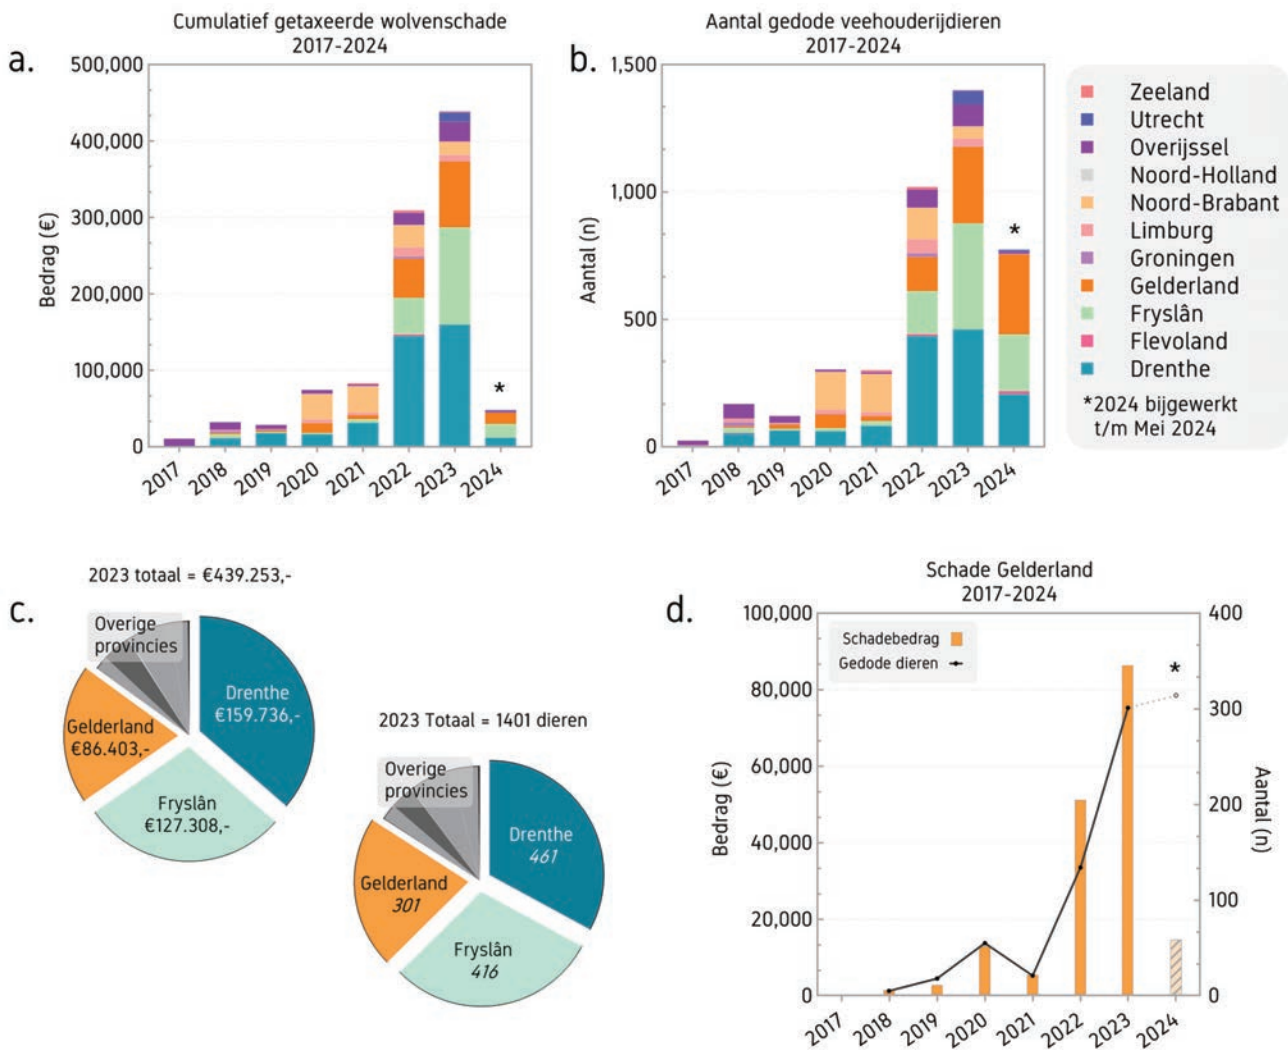 Cumulatief getaxeerde wolvenschade
2017-2024
a.
500,000
400,000
300,000
200,000
100,000
0
Bedrag (€)
*
2017
2018
2019
2020
2021
2022
2023
2024
Aantal gedode veehouderijdieren
2017-2024
b.
1,500
1,000
500
0
Aantal (n)
*
2017
2018
2019
2020
2021
2022
2023
2024
Zeeland
Utrecht
Overijssel
Noord-Holland
Noord-Brabant
Limburg
Groningen
Gelderland
Fryslân
Flevoland
Drenthe
*2024 bijgewerkt
t/m Mei 2024
c.
2023 totaal = €439.253,-
Overige
provincies
Drenthe
€159.736,-
Gelderland
€86.403,-
Fryslân
€127.308,-
2023 Totaal = 1401 dieren
Overige
provincies
Drenthe
461
Gelderland
301
Fryslân
416
d.
Schade Gelderland
2017-2024
100,000
80,000
60,000
40,000
20,000
0
Bedrag (€)
Schadebedrag
Gedode dieren
*
400
300
200
100
0
Aantal (n)
2017
2018
2019
2020
2021
2022
2023
2024